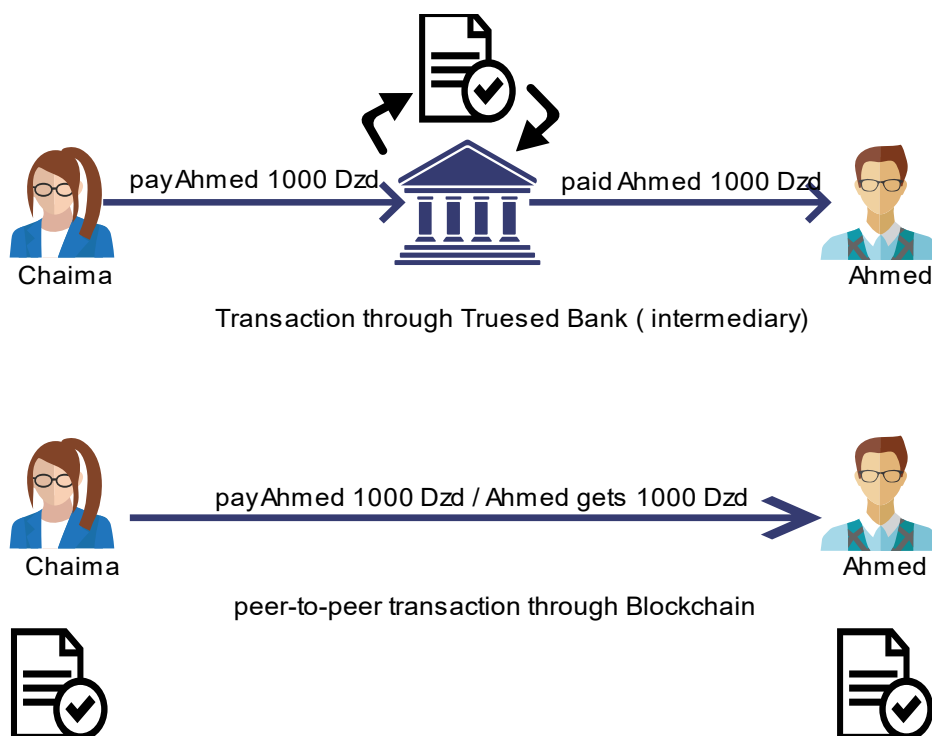 payAhmed 1000 Dzd
paid Ahmed 1000 Dzd
Chaima
Ahmed
Transaction through Truesed Bank ( intermediary)
payAhmed 1000 Dzd / Ahmed gets 1000 Dzd
Chaima
Ahmed
peer-to-peer transaction through Blockchain